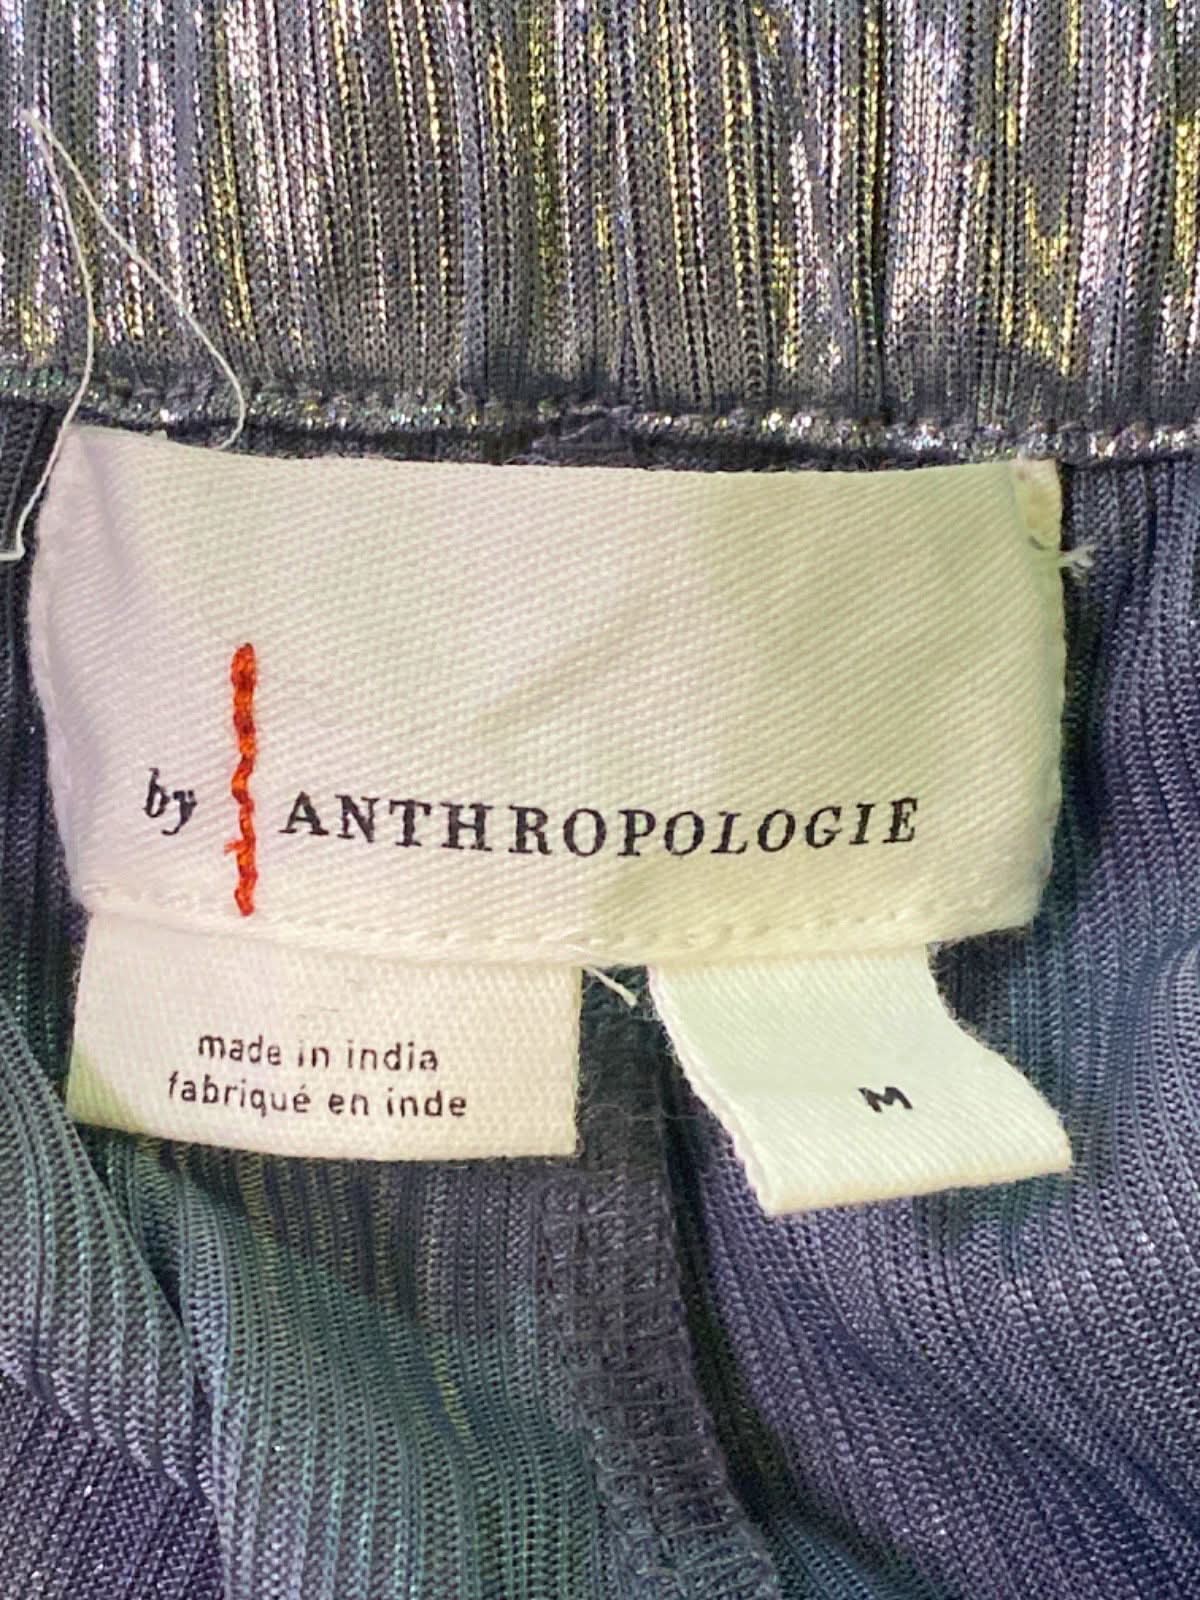 by ANTHROPOLOGIE
made in india
fabriqué en inde
M